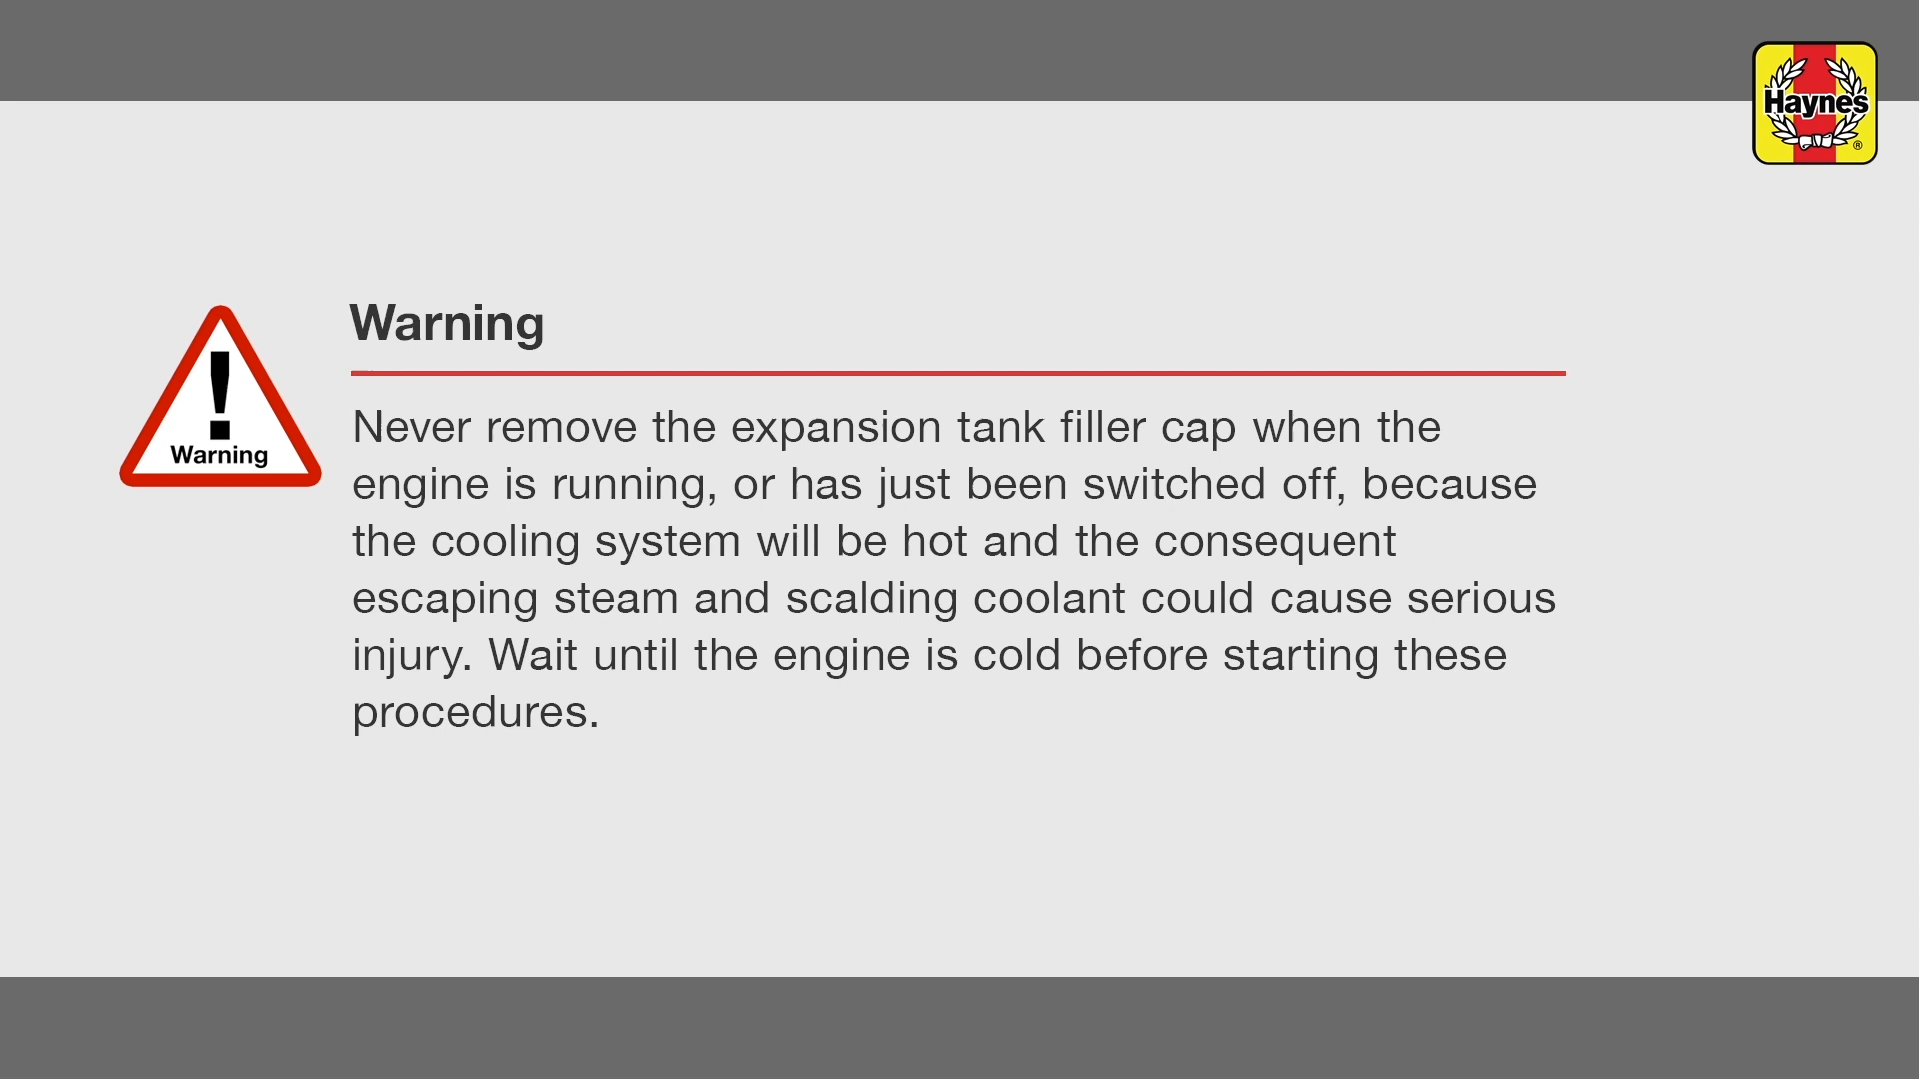 Haynes
®
Warning
Warning
Never remove the expansion tank filler cap when the
engine is running, or has just been switched off, because
the cooling system will be hot and the consequent
escaping steam and scalding coolant could cause serious
injury. Wait until the engine is cold before starting these
procedures.